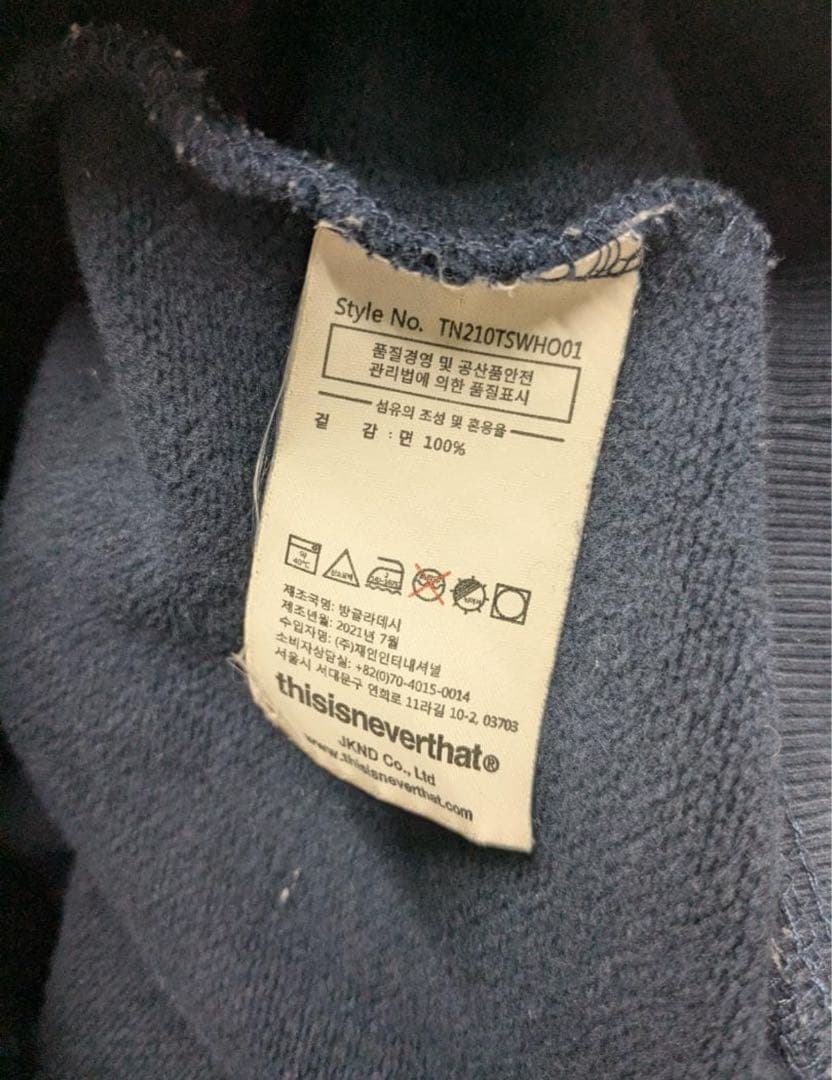 Style No. TN210TSWHO01
품질경영 및 공산품안전
관리법에 의한 품질표시
섬유의 조성 및 혼용율
겉 감 : 면 100%
약
40℃
제조국명: 방글라데시
제조년월: 2021년 7월
수입자명: (주)재인인터내셔널
소비자상담실: +82(0)70-4015-0014
서울시 서대문구 연희로 11라길 10-2, 03703
thisisneverthat®
JKND Co., Ltd
www.thisisneverthat.com